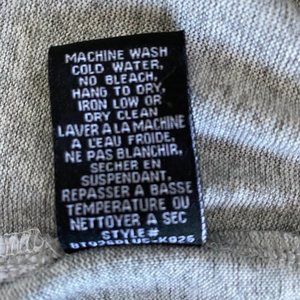 MACHINE WASH
COLD WATER,
NO BLEACH,
HANG TO DRY,
IRON LOW OR
DRY CLEAN
LAVER A LA MACHINE
A L'EAU FROIDE
NE PAS BLANCHIR,
SECHER EN
SUSPENDANT,
REPASSER A BASSE
TEMPERATURE OU
NETTOYER A SEC
STYLE#